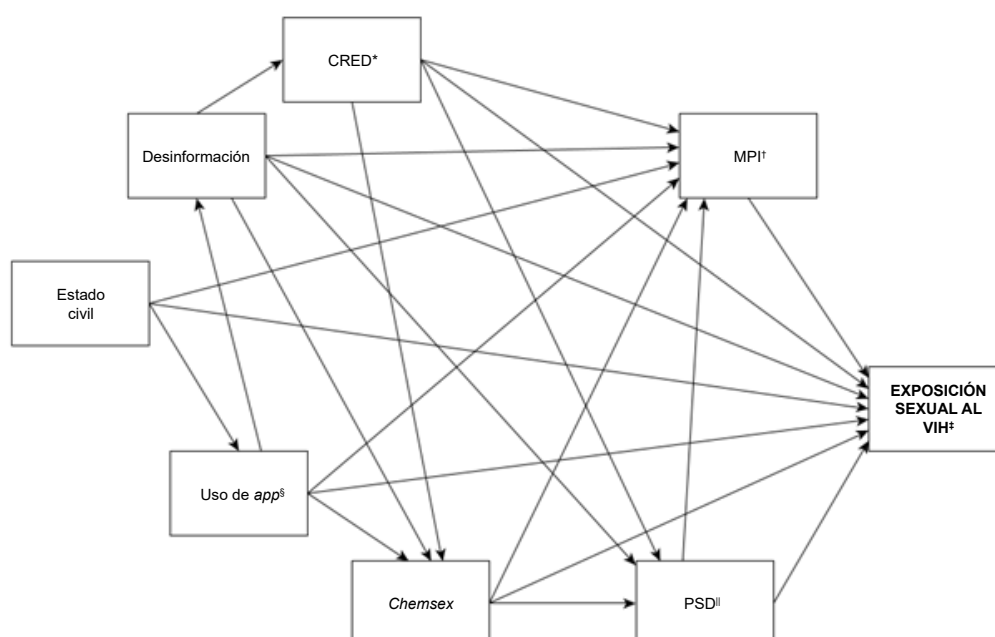 CRED*
Desinformación
MPI†
Estado
civil
EXPOSICIÓN
SEXUAL AL
VIH‡
Uso de app§
Chemsex
PSD||